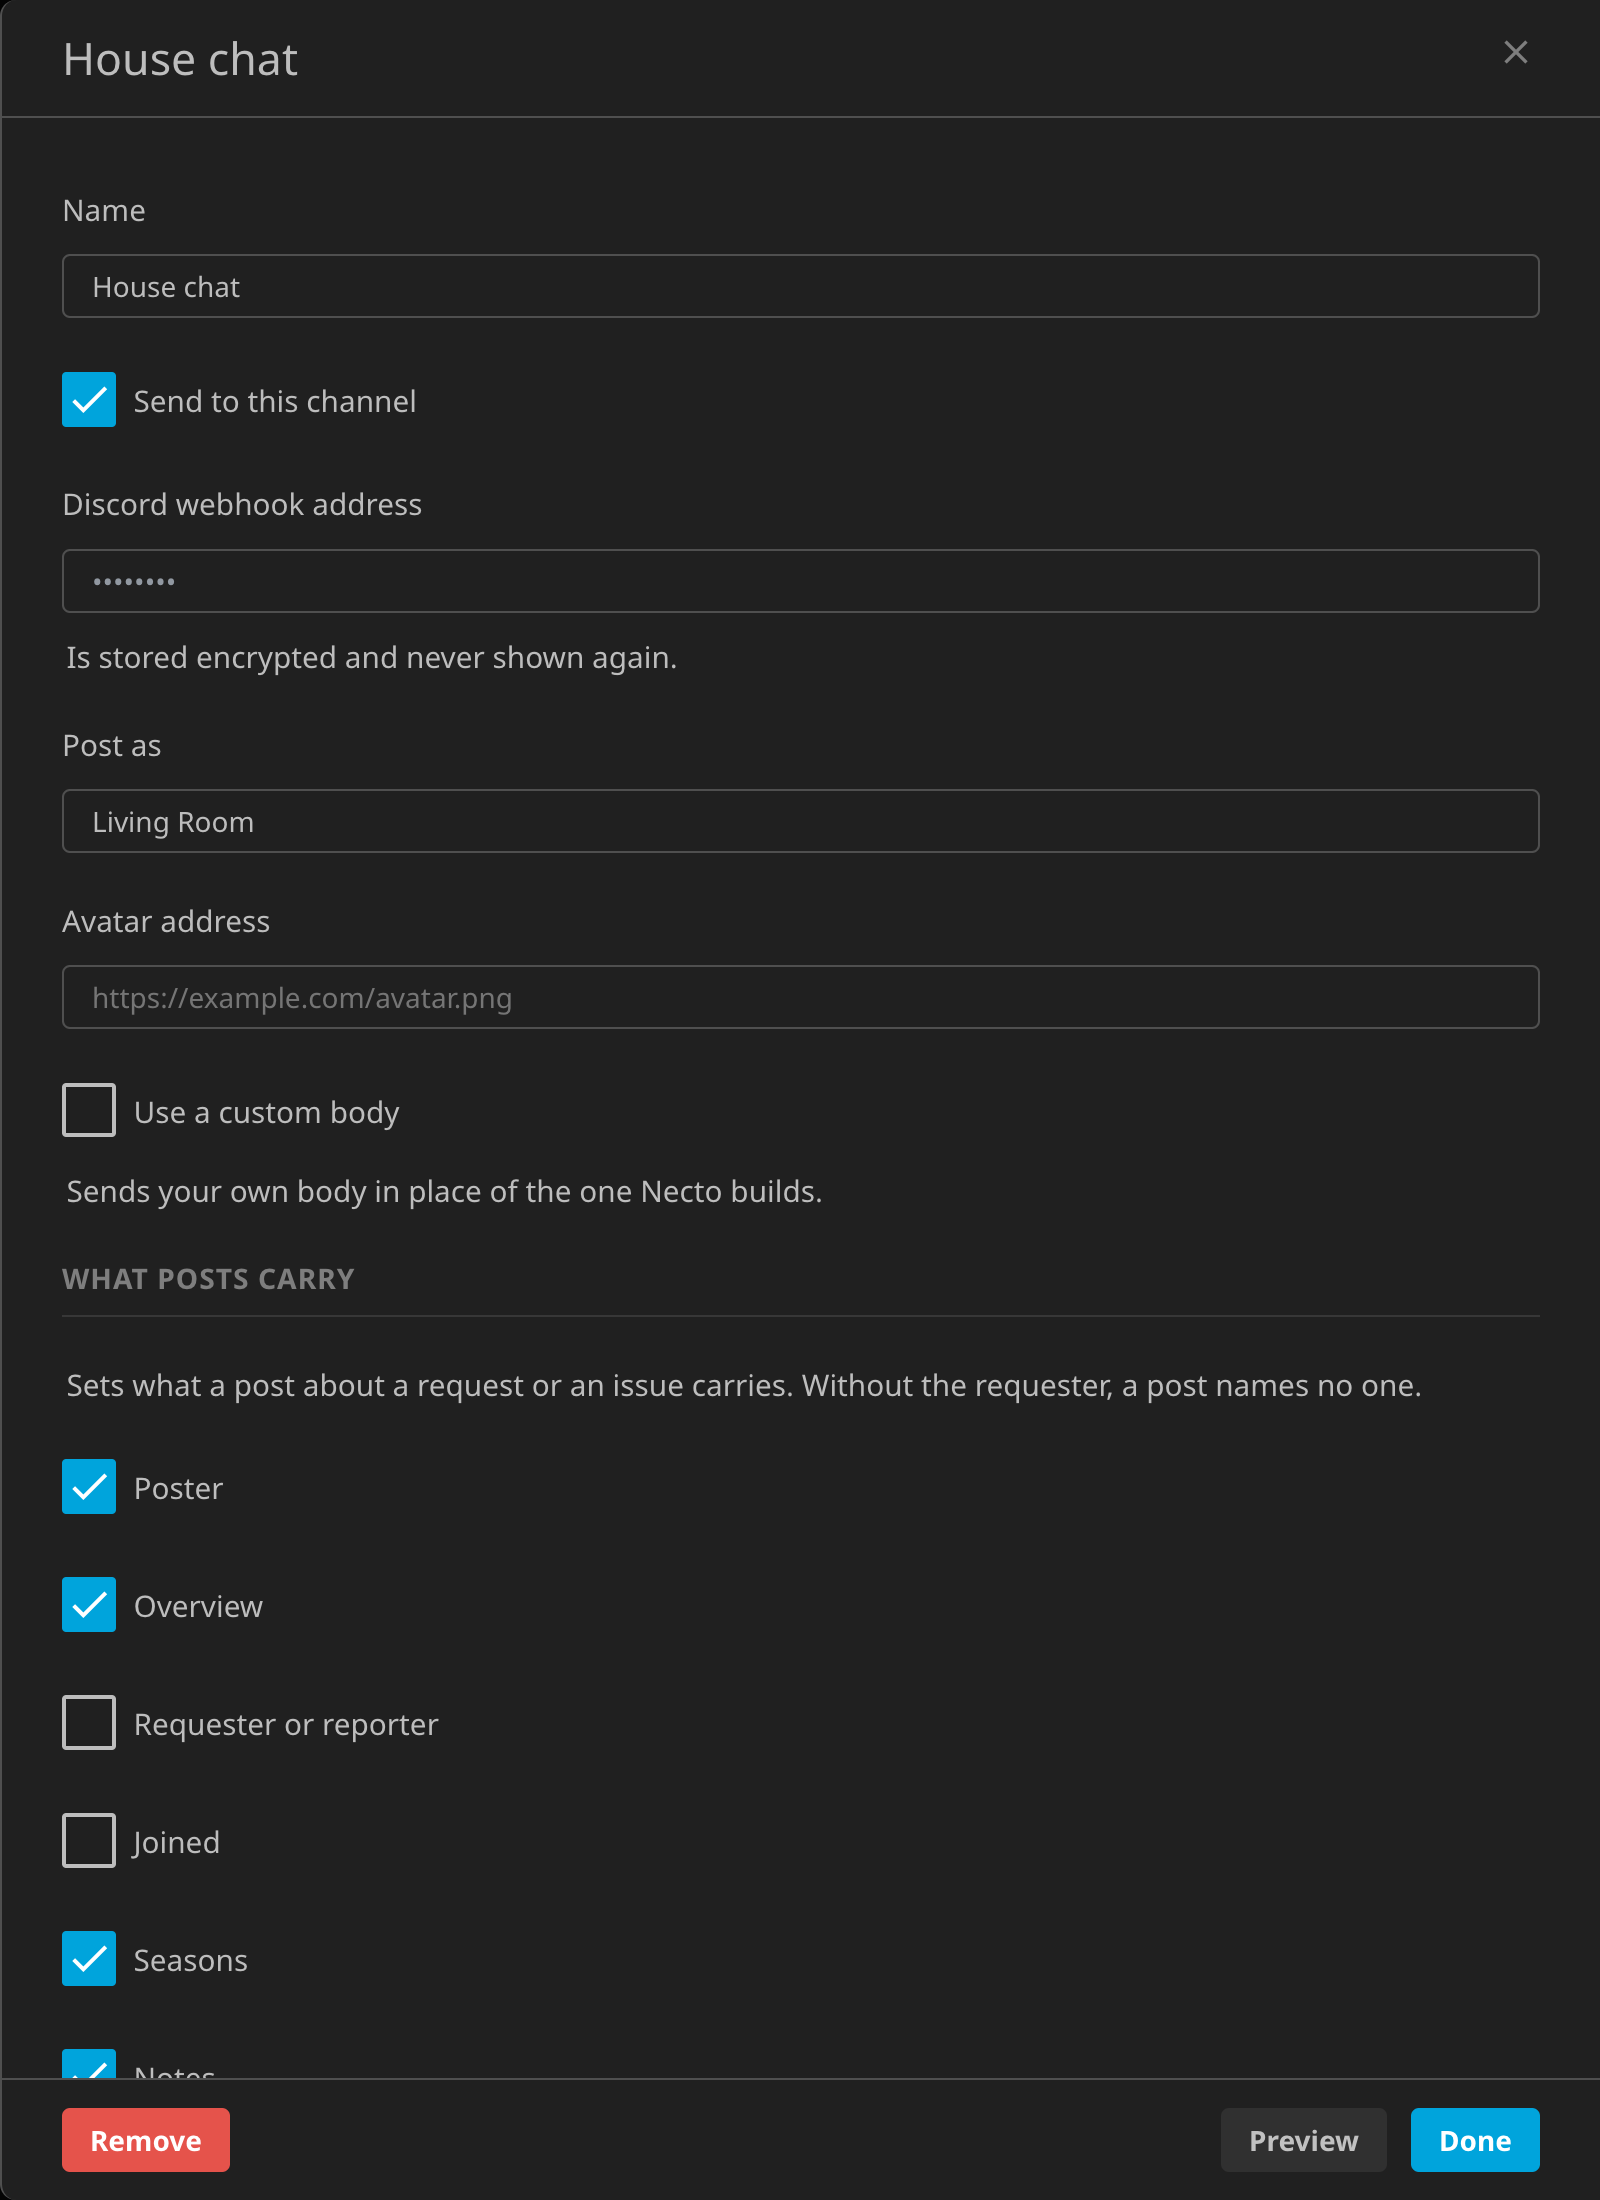 House chat
Name
House chat
Send to this channel
Discord webhook address
••••••••
Is stored encrypted and never shown again.
Post as
Living Room
Avatar address
https://example.com/avatar.png
Use a custom body
Sends your own body in place of the one Necto builds.
WHAT POSTS CARRY
Sets what a post about a request or an issue carries. Without the requester, a post names no one.
Poster
Overview
Requester or reporter
Joined
Seasons
Notes
Remove
Preview
Done